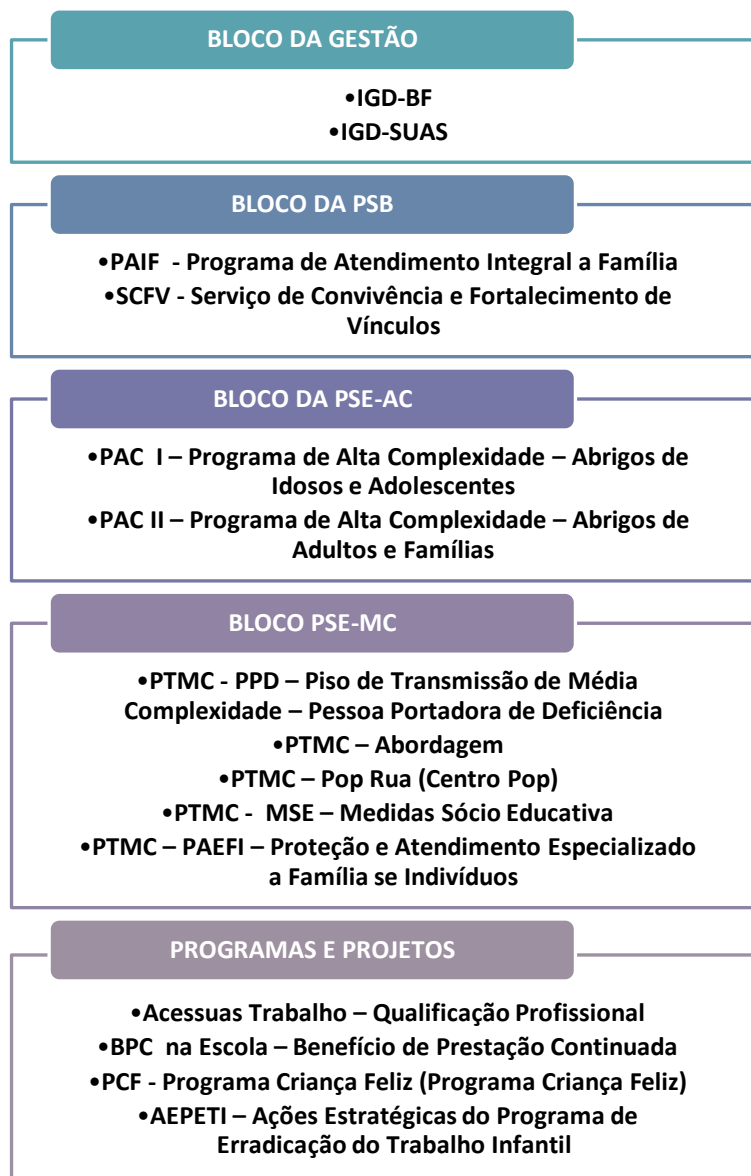 BLOCO DA GESTÃO
•IGD-BF
•IGD-SUAS
BLOCO DA PSB
•PAIF - Programa de Atendimento Integral a Família
•SCFV - Serviço de Convivência e Fortalecimento de
Vínculos
BLOCO DA PSE-AC
•PAC I – Programa de Alta Complexidade – Abrigos de
Idosos e Adolescentes
•PAC II – Programa de Alta Complexidade – Abrigos de
Adultos e Famílias
BLOCO PSE-MC
•PTMC - PPD – Piso de Transmissão de Média
Complexidade – Pessoa Portadora de Deficiência
•PTMC – Abordagem
•PTMC – Pop Rua (Centro Pop)
•PTMC - MSE – Medidas Sócio Educativa
•PTMC – PAEFI – Proteção e Atendimento Especializado
a Família se Indivíduos
PROGRAMAS E PROJETOS
•Acessuas Trabalho – Qualificação Profissional
•BPC na Escola – Benefício de Prestação Continuada
•PCF - Programa Criança Feliz (Programa Criança Feliz)
•AEPETI – Ações Estratégicas do Programa de
Erradicação do Trabalho Infantil